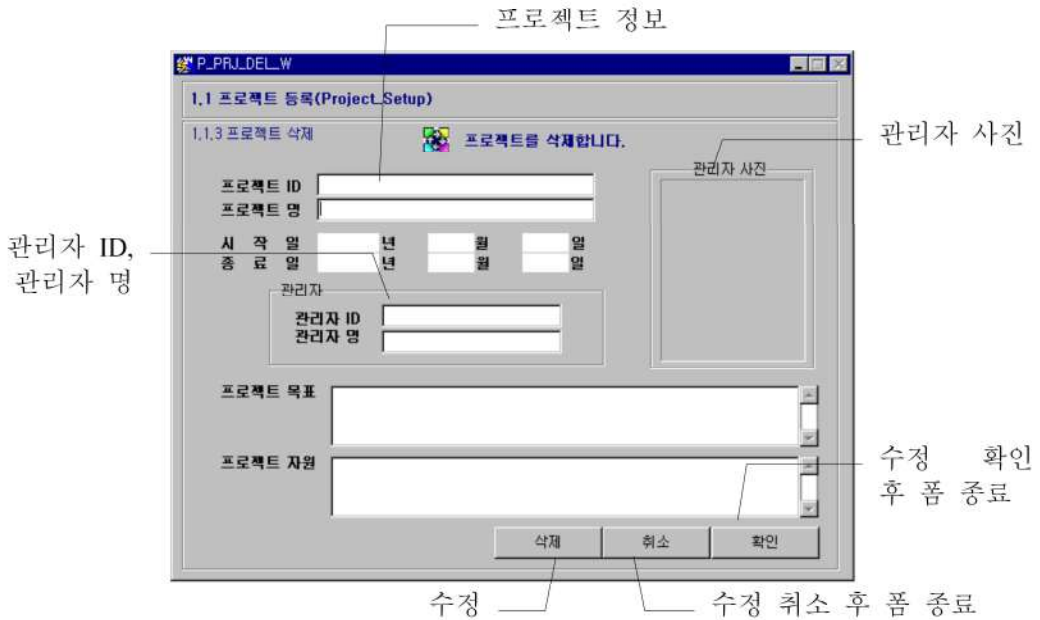 프로젝트 정보
P_PRJ_DEL_W
1.1 프로젝트 등록(Project_Setup)
1.1.3 프로젝트 삭제
프로젝트를 삭제합니다.
관리자 사진
관리자 사진
프로젝트 ID
프로젝트 명
관리자 ID,
관리자 명
시 작 일 년 월 일
종 료 일 년 월 일
관리자
관리자 ID
관리자 명
프로젝트 목표
프로젝트 자원
수정 확인
후 폼 종료
삭제 취소 확인
수정 수정 취소 후 폼 종료